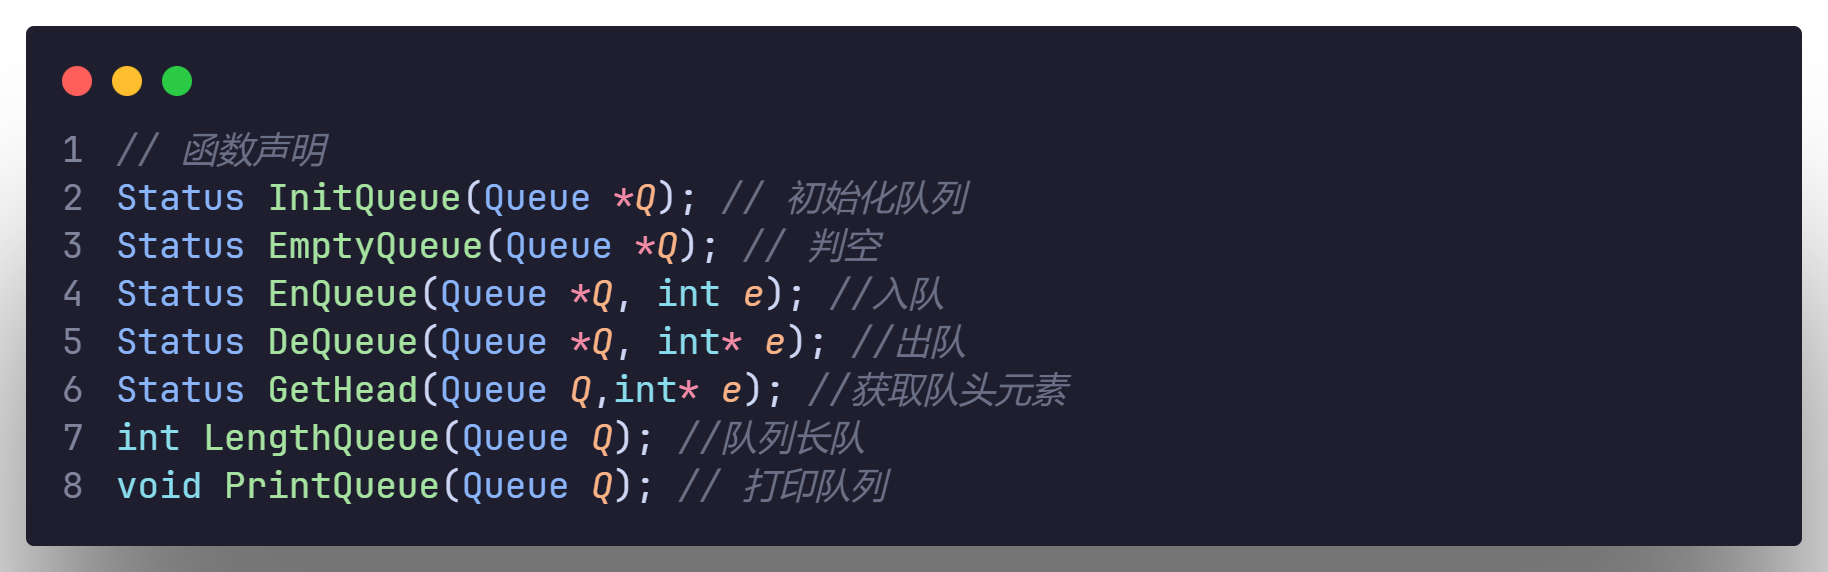 1 // 函数声明
2 Status InitQueue(Queue *Q); // 初始化队列
3 Status EmptyQueue(Queue *Q); // 判空
4 Status EnQueue(Queue *Q, int e); //入队
5 Status DeQueue(Queue *Q, int* e); //出队
6 Status GetHead(Queue Q,int* e); //获取队头元素
7 int LengthQueue(Queue Q); //队列长队
8 void PrintQueue(Queue Q); // 打印队列